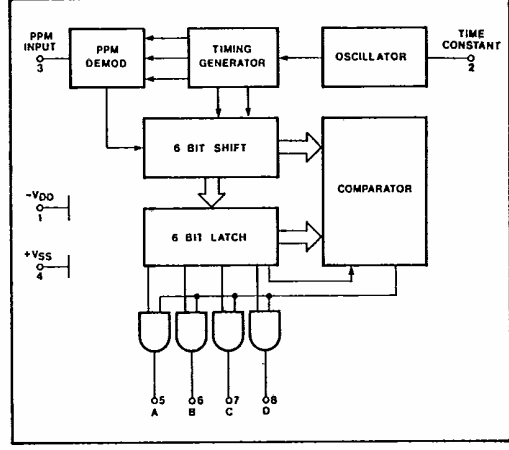 PPM
INPUT
3
PPM
DEMOD
TIMING
GENERATOR
OSCILLATOR
TIME
CONSTANT
2
6 BIT SHIFT
COMPARATOR
-VDD
1
6 BIT LATCH
+VSS
4
5
6
7
8
A
B
C
D